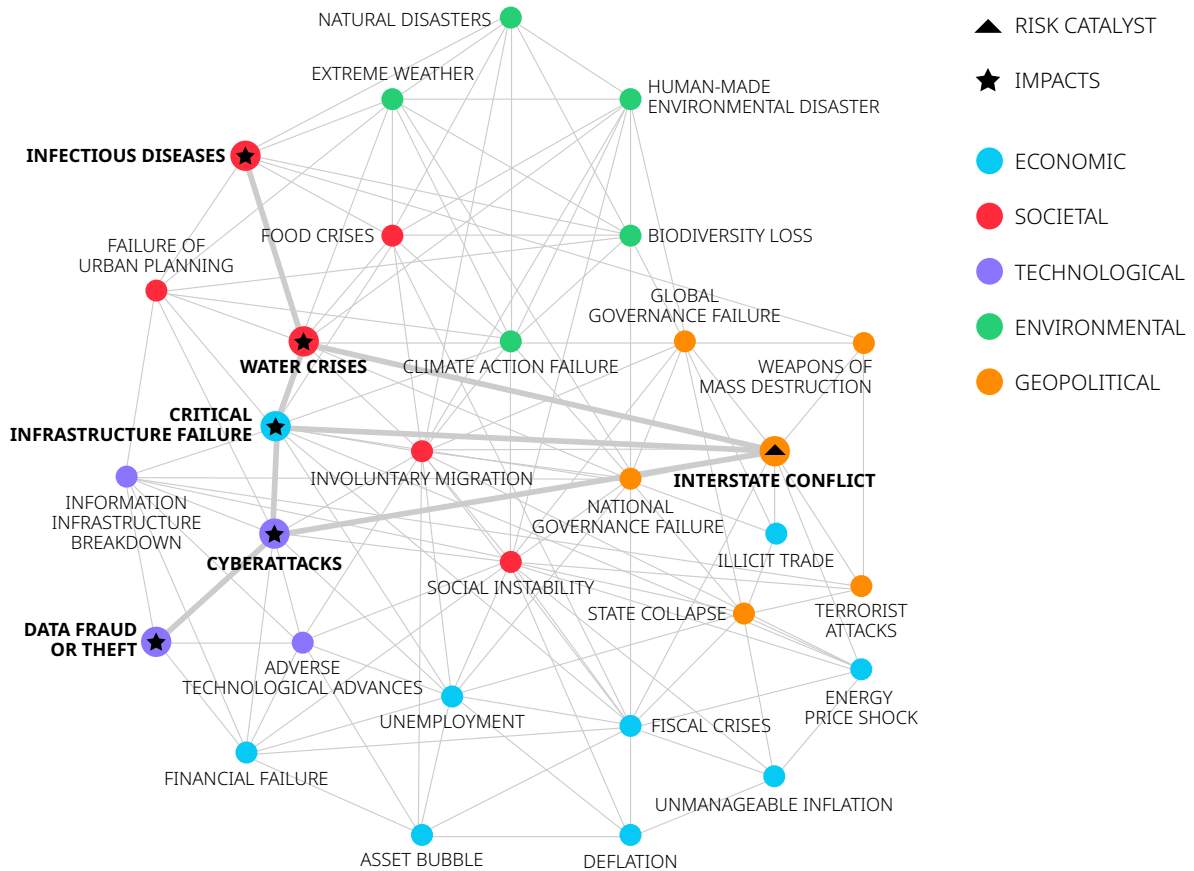 NATURAL DISASTERS
EXTREME WEATHER
HUMAN-MADE
ENVIRONMENTAL DISASTER
INFECTIOUS DISEASES
FOOD CRISES
BIODIVERSITY LOSS
FAILURE OF
URBAN PLANNING
GLOBAL
GOVERNANCE FAILURE
WATER CRISES
CLIMATE ACTION FAILURE
WEAPONS OF
MASS DESTRUCTION
CRITICAL
INFRASTRUCTURE FAILURE
INVOLUNTARY MIGRATION
INTERSTATE CONFLICT
INFORMATION
INFRASTRUCTURE
BREAKDOWN
NATIONAL
GOVERNANCE FAILURE
CYBERATTACKS
ILLICIT TRADE
SOCIAL INSTABILITY
STATE COLLAPSE
TERRORIST
ATTACKS
DATA FRAUD
OR THEFT
ADVERSE
TECHNOLOGICAL ADVANCES
UNEMPLOYMENT
FISCAL CRISES
ENERGY
PRICE SHOCK
FINANCIAL FAILURE
UNMANAGEABLE INFLATION
ASSET BUBBLE
DEFLATION
RISK CATALYST
IMPACTS
ECONOMIC
SOCIETAL
TECHNOLOGICAL
ENVIRONMENTAL
GEOPOLITICAL